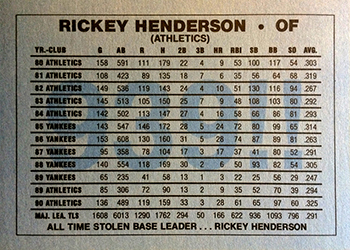 RICKEY HENDERSON • OF
(ATHLETICS)
YR.-CLUB G AB R H 2B 3B HR RBI SB BB SO AVG.
80 ATHLETICS 158 591 111 179 22 4 9 53 100 117 54 .303
81 ATHLETICS 108 423 89 135 18 7 6 35 56 64 68 .319
82 ATHLETICS 149 536 119 143 24 4 10 51 130 116 94 .267
83 ATHLETICS 145 513 105 150 25 7 9 48 108 103 80 .292
84 ATHLETICS 142 502 113 147 27 4 16 58 66 86 81 .293
85 YANKEES 143 547 146 172 28 5 24 72 80 99 65 .314
86 YANKEES 153 608 130 160 31 5 28 74 87 89 81 .263
87 YANKEES 95 358 78 104 17 3 17 37 41 80 52 .291
88 YANKEES 140 554 118 169 30 2 6 50 93 82 54 .305
89 YANKEES 65 235 41 58 13 1 3 22 25 56 29 .247
89 ATHLETICS 85 306 72 90 13 2 9 35 52 70 39 .294
90 ATHLETICS 136 489 119 159 33 3 28 61 65 97 60 .325
MAJ. LEA. TLS 1608 6013 1290 1762 294 50 166 622 936 1093 796 .291
ALL TIME STOLEN BASE LEADER... RICKEY HENDERSON